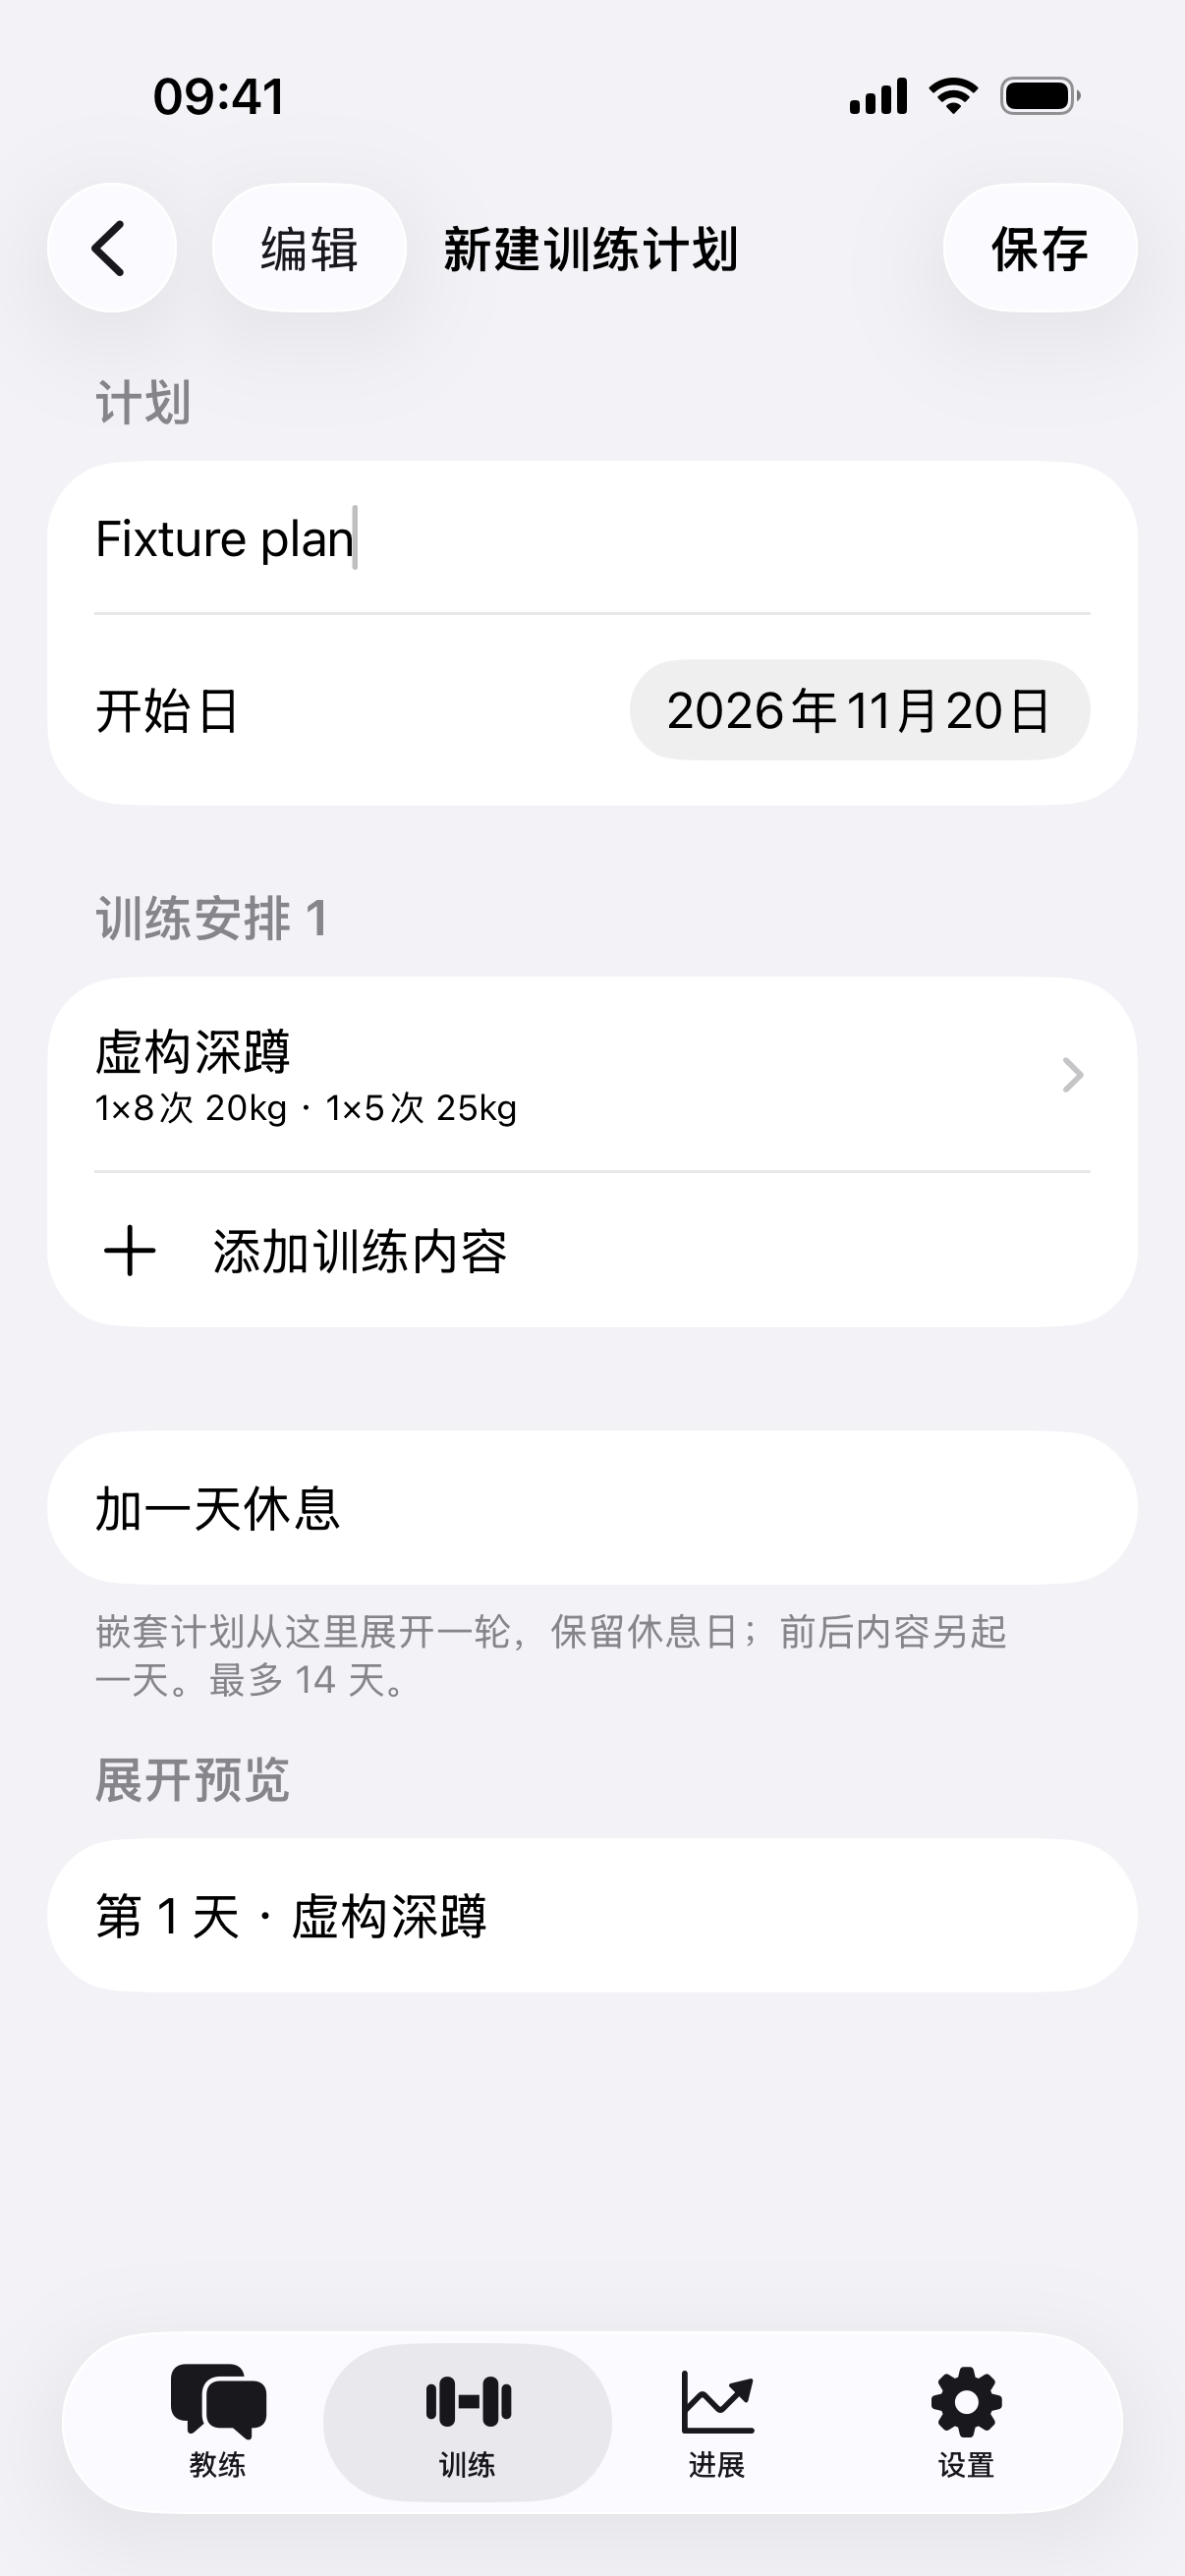 09:41
编辑
新建训练计划
保存
计划
Fixture plan
开始日
2026年11月20日
训练安排 1
虚构深蹲
1×8次 20kg · 1×5次 25kg
添加训练内容
加一天休息
嵌套计划从这里展开一轮，保留休息日；前后内容另起
一天。最多 14 天。
展开预览
第 1 天 · 虚构深蹲
教练
训练
进展
设置